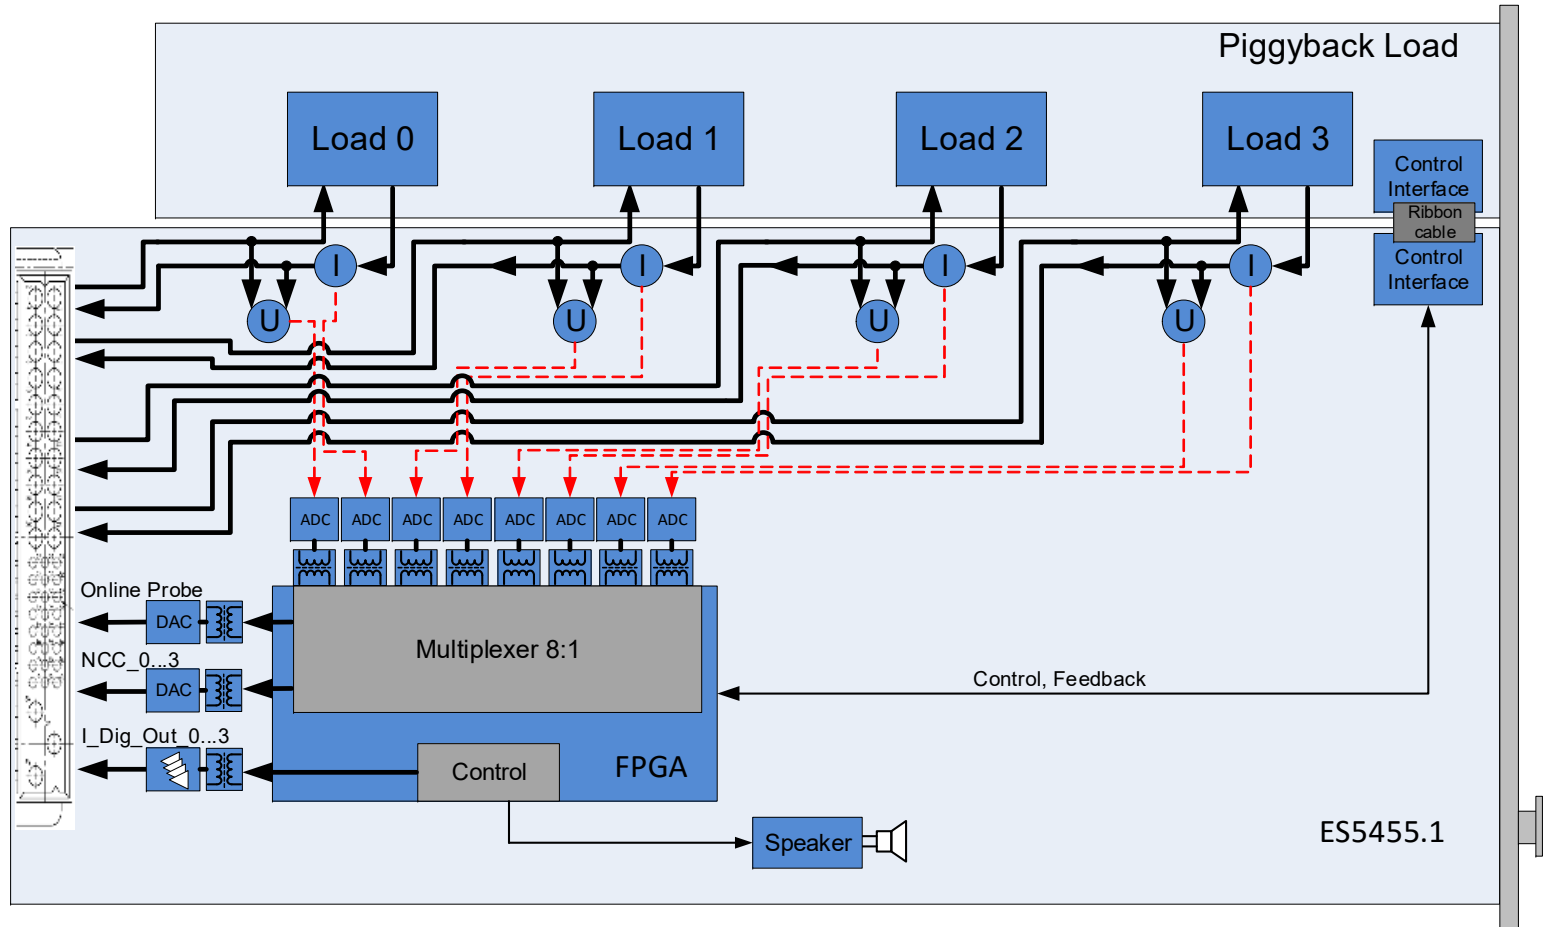 Piggyback Load
Load 0
Load 1
Load 2
Load 3
Control
Interface
Ribbon
cable
Control
Interface
I
I
I
I
U
U
U
U
ADC
ADC
ADC
ADC
ADC
ADC
ADC
ADC
Online Probe
DAC
Multiplexer 8:1
NCC_0...3
DAC
Control, Feedback
I_Dig_Out_0...3
Control
FPGA
Speaker
ES5455.1